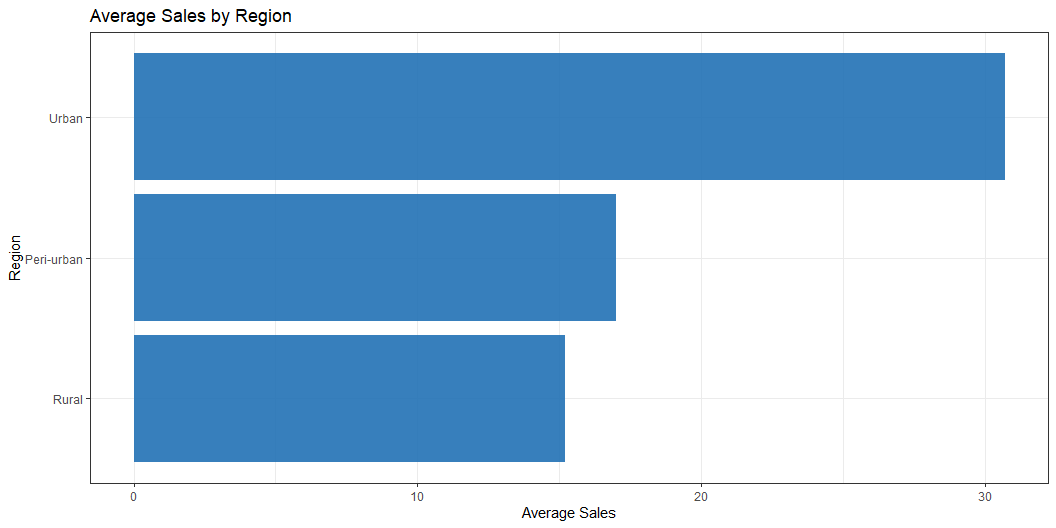 Average Sales by Region
Region
Urban
Peri-urban
Rural
0 10 20 30
Average Sales